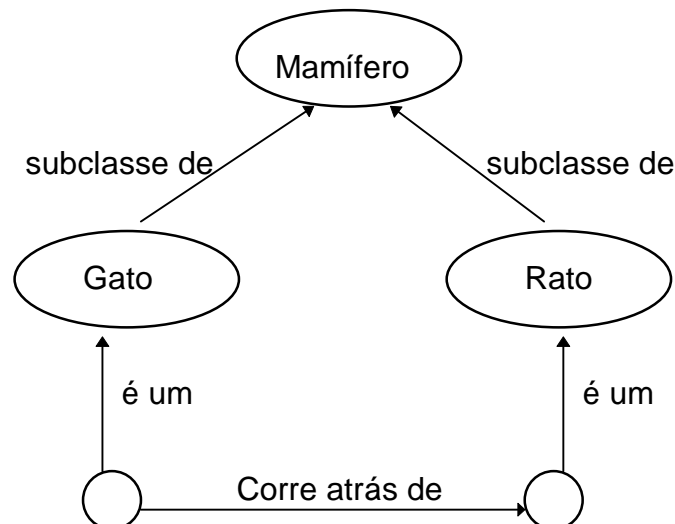 Mamífero
subclasse de
subclasse de
Gato
Rato
é um
é um
Corre atrás de